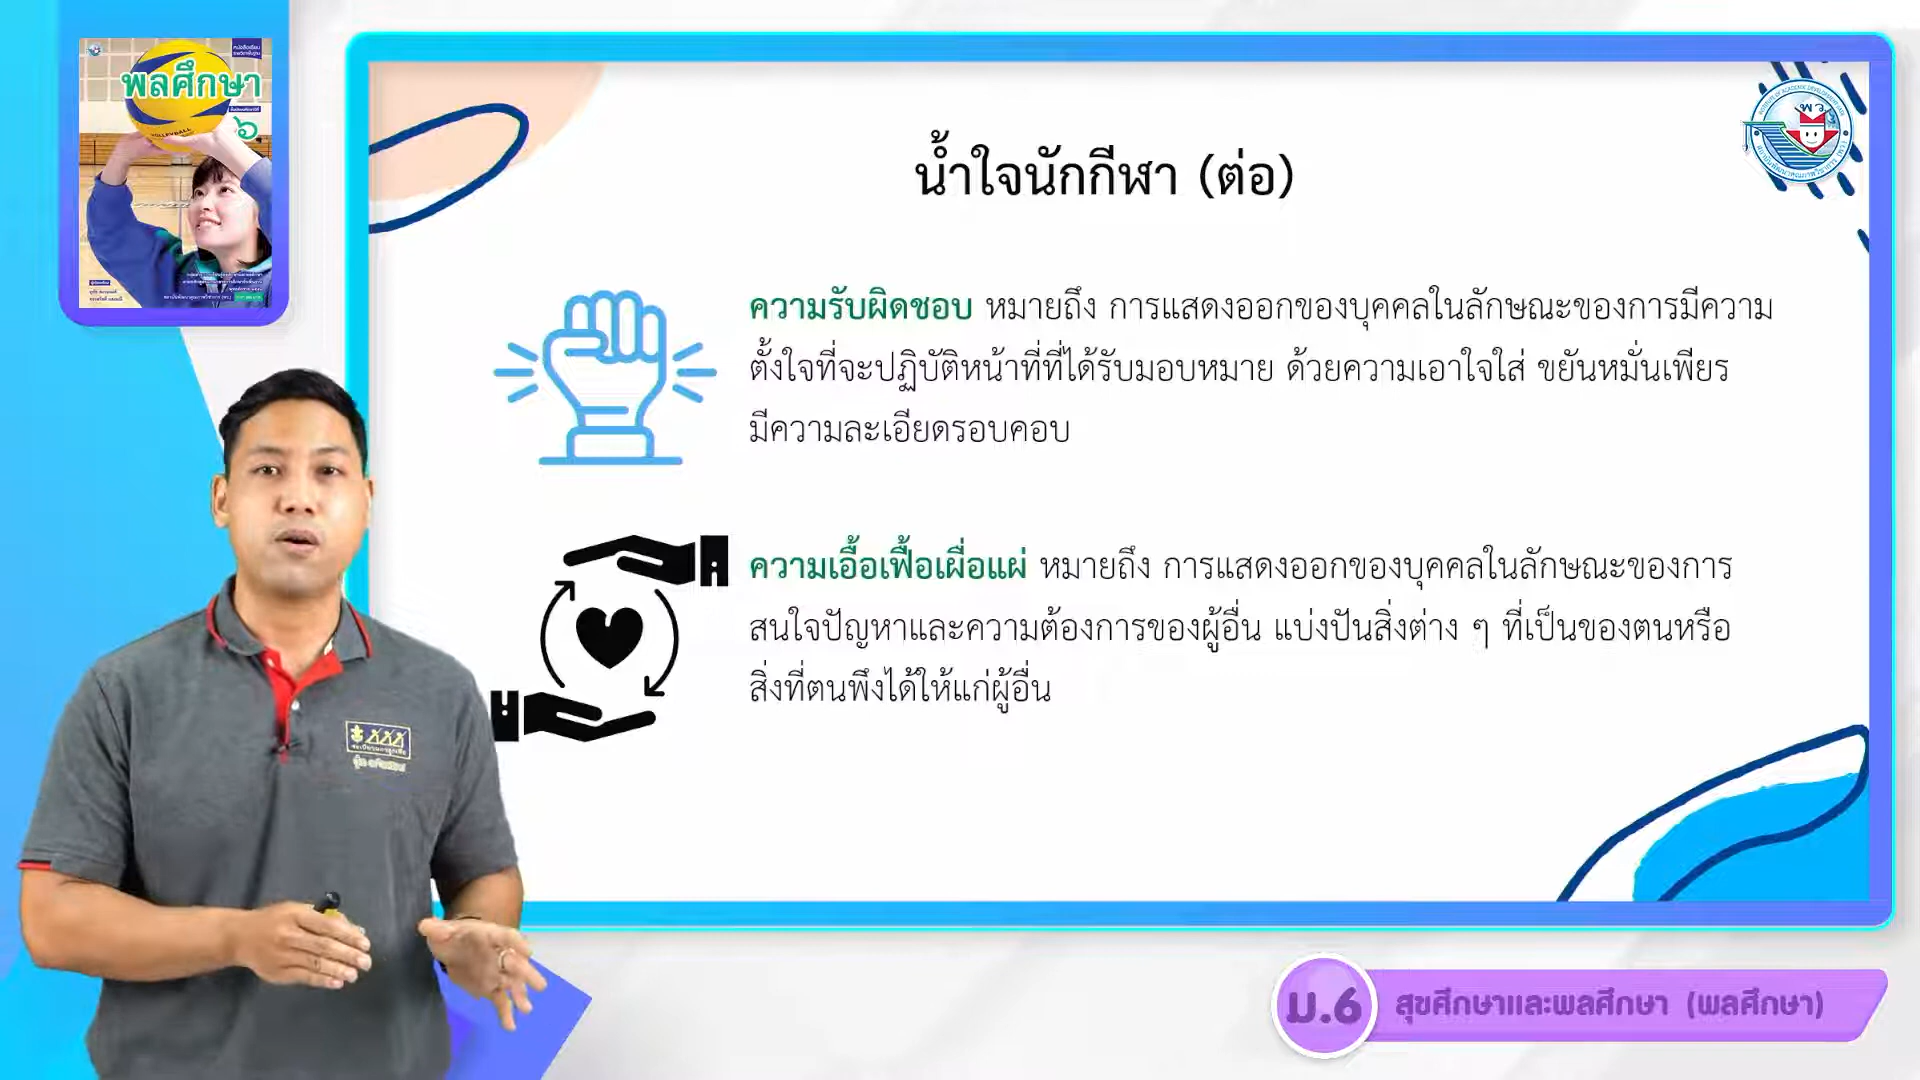 หนังสือเรียน
พลศึกษา
VOLLEYBALL
๖
น้ำใจนักกีฬา (ต่อ)
พว.
ความรับผิดชอบ หมายถึง การแสดงออกของบุคคลในลักษณะของการมีความ
ตั้งใจที่จะปฏิบัติหน้าที่ที่ได้รับมอบหมาย ด้วยความเอาใจใส่ ขยันหมั่นเพียร
มีความละเอียดรอบคอบ
ความเอื้อเฟื้อเผื่อแผ่ หมายถึง การแสดงออกของบุคคลในลักษณะของการ
สนใจปัญหาและความต้องการของผู้อื่น แบ่งปันสิ่งต่าง ๆ ที่เป็นของตนหรือ
สิ่งที่ตนพึงได้ให้แก่ผู้อื่น
ม.6 สุขศึกษาและพลศึกษา (พลศึกษา)